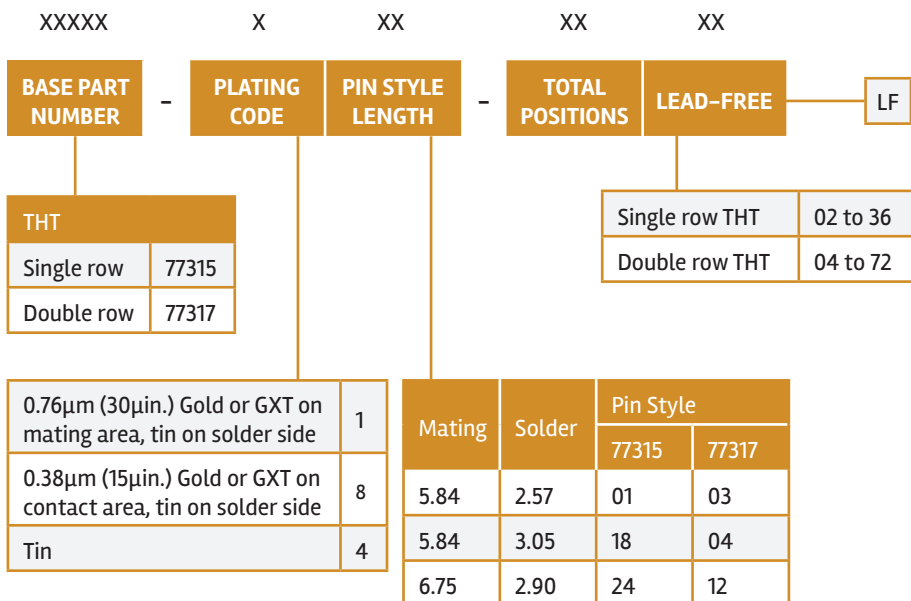 XXXXX X XX XX XX
BASE PART
NUMBER
-
PLATING
CODE
PIN STYLE
LENGTH
-
TOTAL
POSITIONS
LEAD-FREE
LF
THT
Single row 77315
Double row 77317
Single row THT 02 to 36
Double row THT 04 to 72
0.76μm (30μin.) Gold or GXT on
mating area, tin on solder side
1
0.38μm (15μin.) Gold or GXT on
contact area, tin on solder side
8
Tin 4
Mating Solder Pin Style
77315 77317
5.84 2.57 01 03
5.84 3.05 18 04
6.75 2.90 24 12